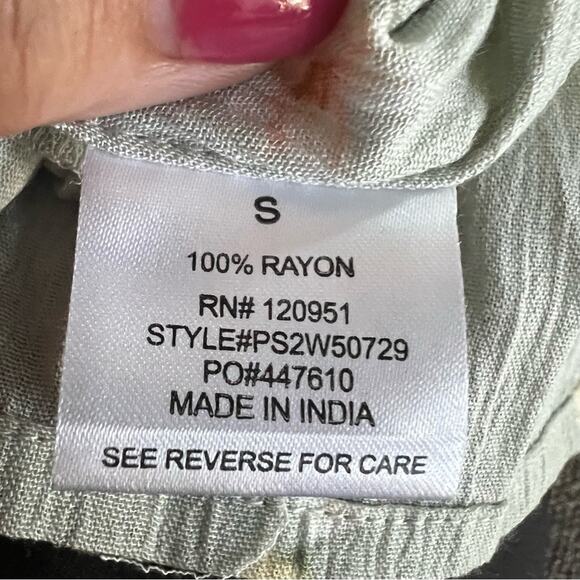 S
100% RAYON
RN# 120951
STYLE#PS2W50729
PO#447610
MADE IN INDIA
SEE REVERSE FOR CARE